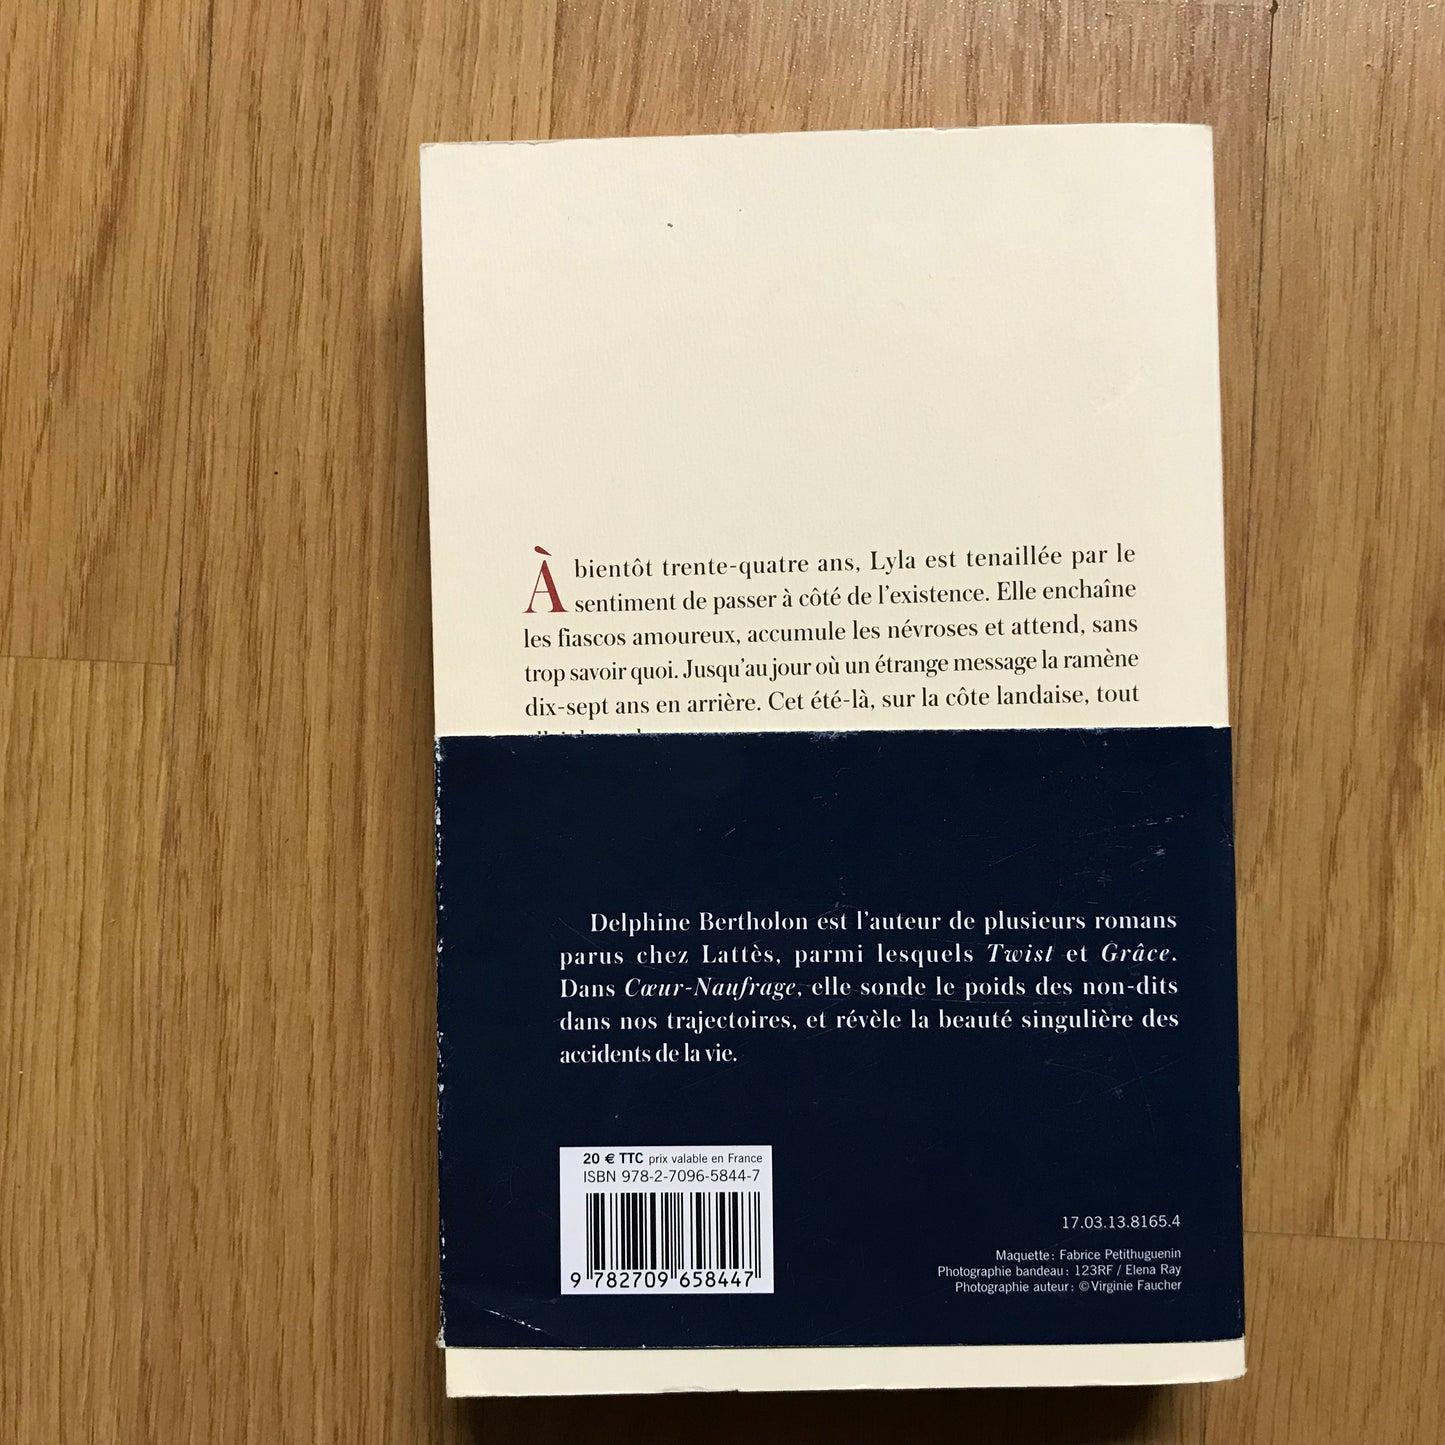 À bientôt trente-quatre ans, Lyla est tenaillée par le
sentiment de passer à côté de l'existence. Elle enchaîne
les fiascos amoureux, accumule les névroses et attend, sans
trop savoir quoi. Jusqu'au jour où un étrange message la ramène
dix-sept ans en arrière. Cet été-là, sur la côte landaise, tout
Delphine Bertholon est l'auteur de plusieurs romans
parus chez Lattès, parmi lesquels Twist et Grâce.
Dans Cœur-Naufrage, elle sonde le poids des non-dits
dans nos trajectoires, et révèle la beauté singulière des
accidents de la vie.
20 € TTC prix valable en France
ISBN 978-2-7096-5844-7
9 782709 658447
17.03.13.8165.4
Maquette : Fabrice Petithuguenin
Photographie bandeau : 123RF / Elena Ray
Photographie auteur : © Virginie Faucher